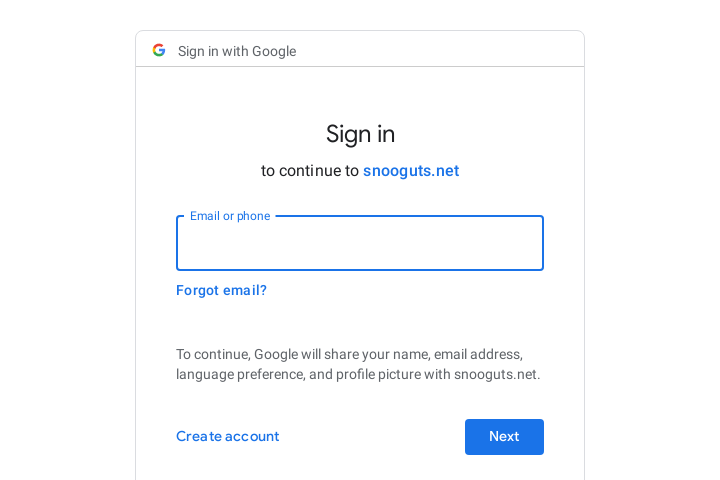 Sign in with Google
Sign in
to continue to snooguts.net
Email or phone
Forgot email?
To continue, Google will share your name, email address,
language preference, and profile picture with snooguts.net.
Create account
Next